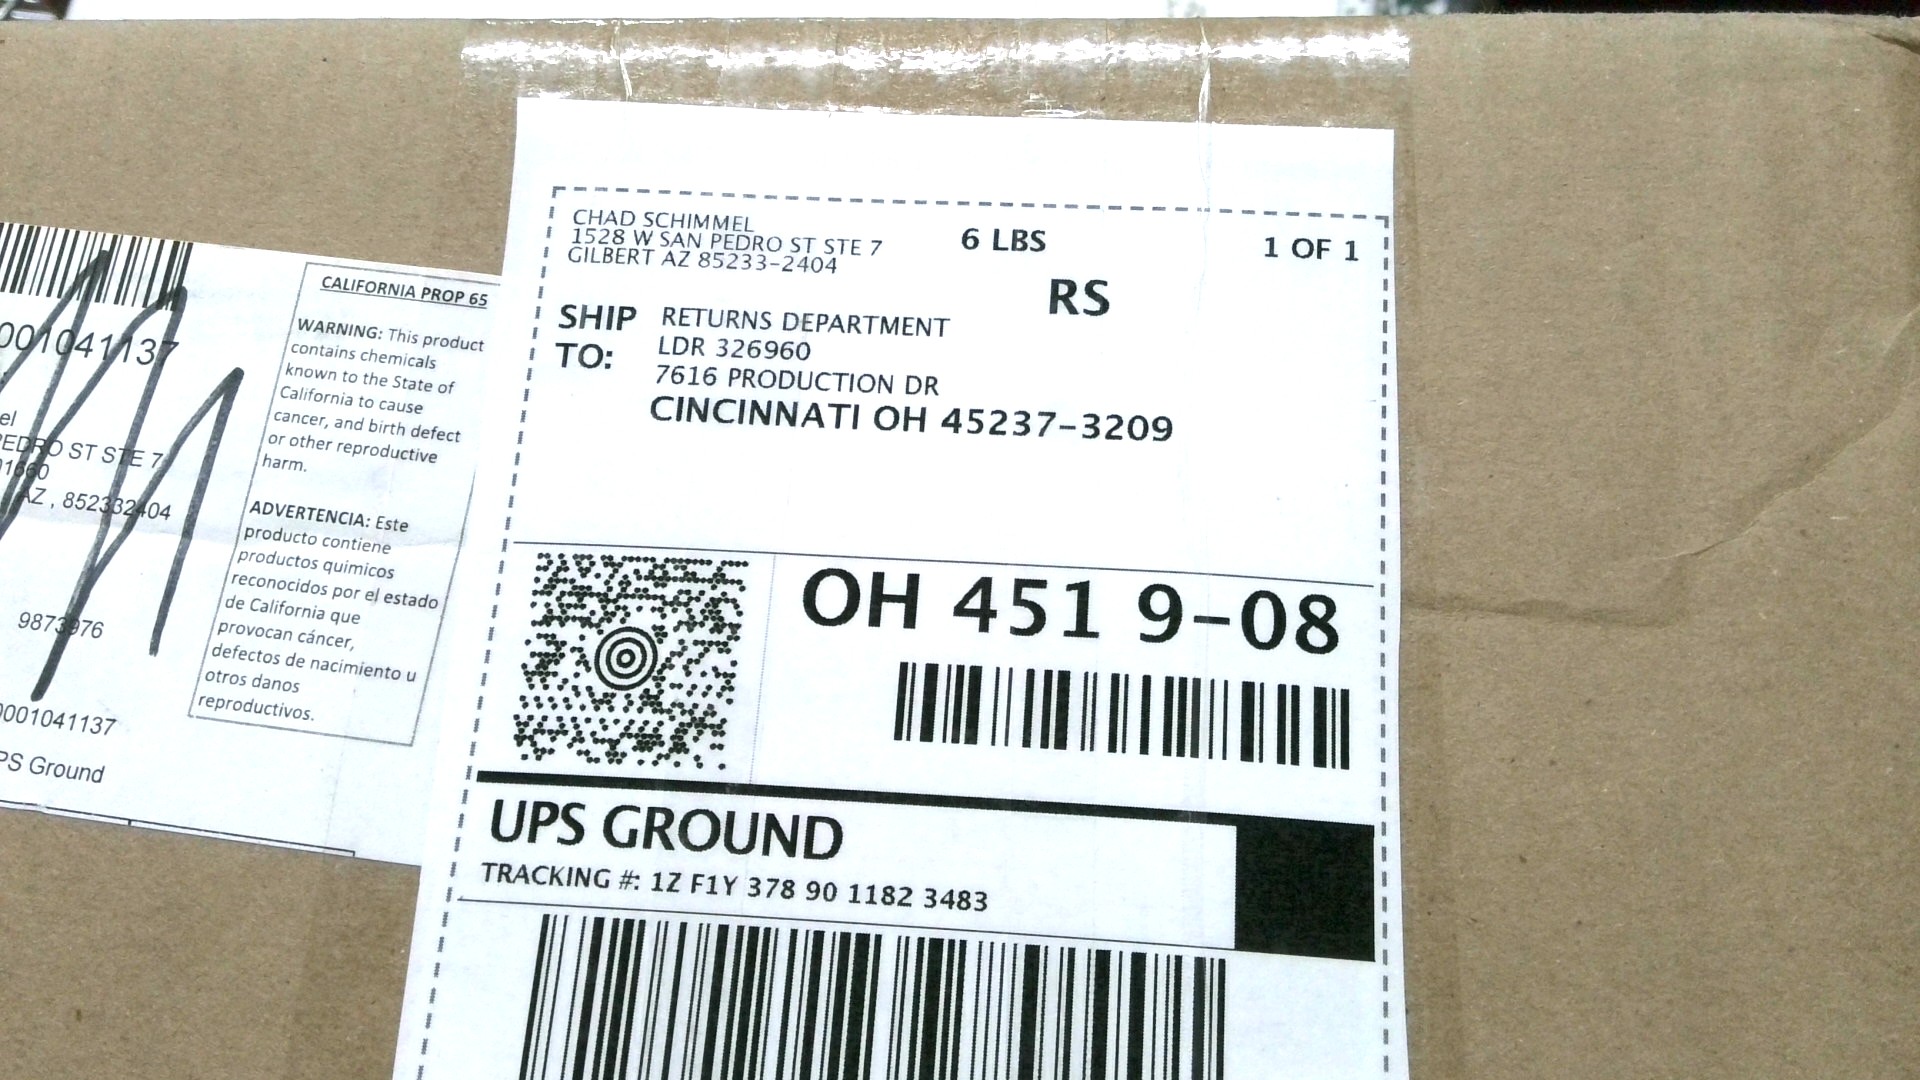 001041137
el
PEDRO ST STE 7
01660
AZ , 852332404
9873976
0001041137
PS Ground
CALIFORNIA PROP 65
WARNING: This product
contains chemicals
known to the State of
California to cause
cancer, and birth defect
or other reproductive
harm.
ADVERTENCIA: Este
producto contiene
productos quimicos
reconocidos por el estado
de California que
provocan cáncer,
defectos de nacimiento u
otros danos
reproductivos.
CHAD SCHIMMEL
1528 W SAN PEDRO ST STE 7
GILBERT AZ 85233-2404
6 LBS
1 OF 1
RS
SHIP
TO:
RETURNS DEPARTMENT
LDR 326960
7616 PRODUCTION DR
CINCINNATI OH 45237-3209
OH 451 9-08
UPS GROUND
TRACKING #: 1Z F1Y 378 90 1182 3483